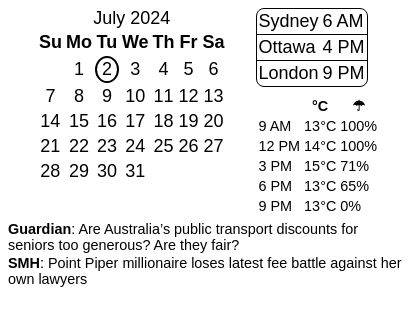 July 2024
Su Mo Tu We Th Fr Sa
1 2 3 4 5 6
7 8 9 10 11 12 13
14 15 16 17 18 19 20
21 22 23 24 25 26 27
28 29 30 31
Sydney 6 AM
Ottawa 4 PM
London 9 PM
°C ☂
9 AM 13°C 100%
12 PM 14°C 100%
3 PM 15°C 71%
6 PM 13°C 65%
9 PM 13°C 0%
Guardian: Are Australia’s public transport discounts for
seniors too generous? Are they fair?
SMH: Point Piper millionaire loses latest fee battle against her
own lawyers